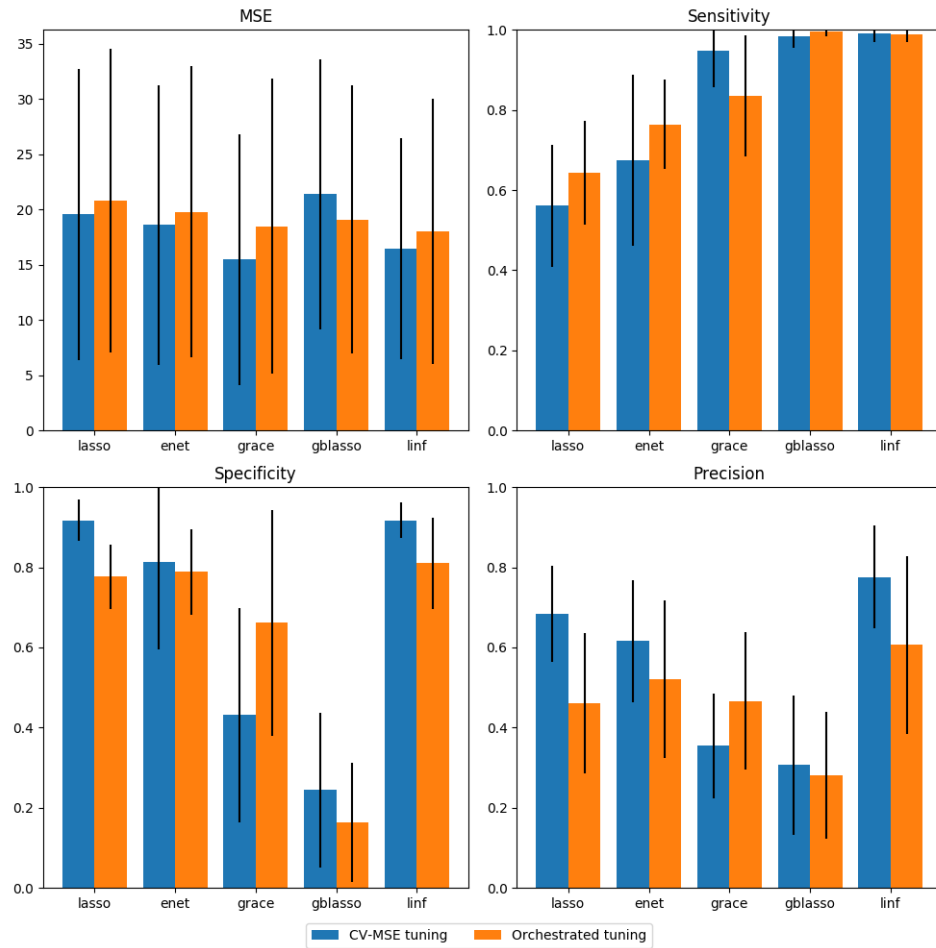 MSE
35
30
25
20
15
10
5
0
lasso enet grace gblasso linf
Sensitivity
1.0
0.8
0.6
0.4
0.2
0.0
lasso enet grace gblasso linf
Specificity
1.0
0.8
0.6
0.4
0.2
0.0
lasso enet grace gblasso linf
Precision
1.0
0.8
0.6
0.4
0.2
0.0
lasso enet grace gblasso linf
CV-MSE tuning Orchestrated tuning